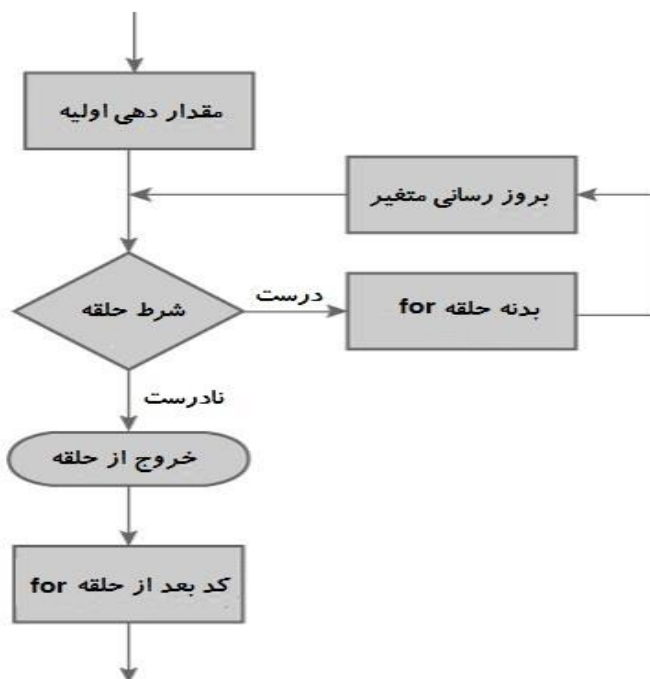 مقدار دهی اولیه
بروز رسانی متغیر
شرط حلقه
درست
بدنه حلقه for
نادرست
خروج از حلقه
کد بعد از حلقه for